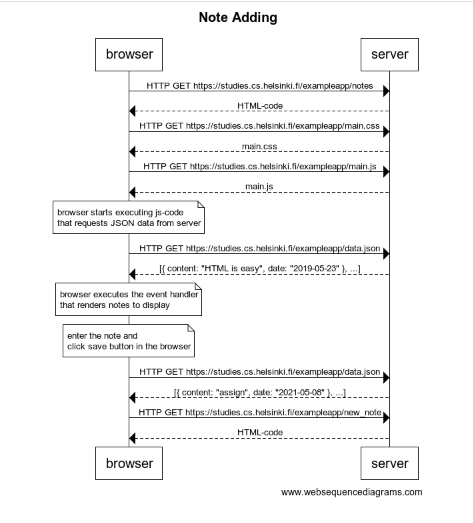 Note Adding
browser
server
HTTP GET https://studies.cs.helsinki.fi/exampleapp/notes
HTML-code
HTTP GET https://studies.cs.helsinki.fi/exampleapp/main.css
main.css
HTTP GET https://studies.cs.helsinki.fi/exampleapp/main.js
main.js
browser starts executing js-code
that requests JSON data from server
HTTP GET https://studies.cs.helsinki.fi/exampleapp/data.json
[{ content: "HTML is easy", date: "2019-05-23" }, ...]
browser executes the event handler
that renders notes to display
enter the note and
click save button in the browser
HTTP GET https://studies.cs.helsinki.fi/exampleapp/data.json
[{ content: "assign", date: "2021-05-08" }, ...]
HTTP GET https://studies.cs.helsinki.fi/exampleapp/new_note
HTML-code
browser
server
www.websequencediagrams.com